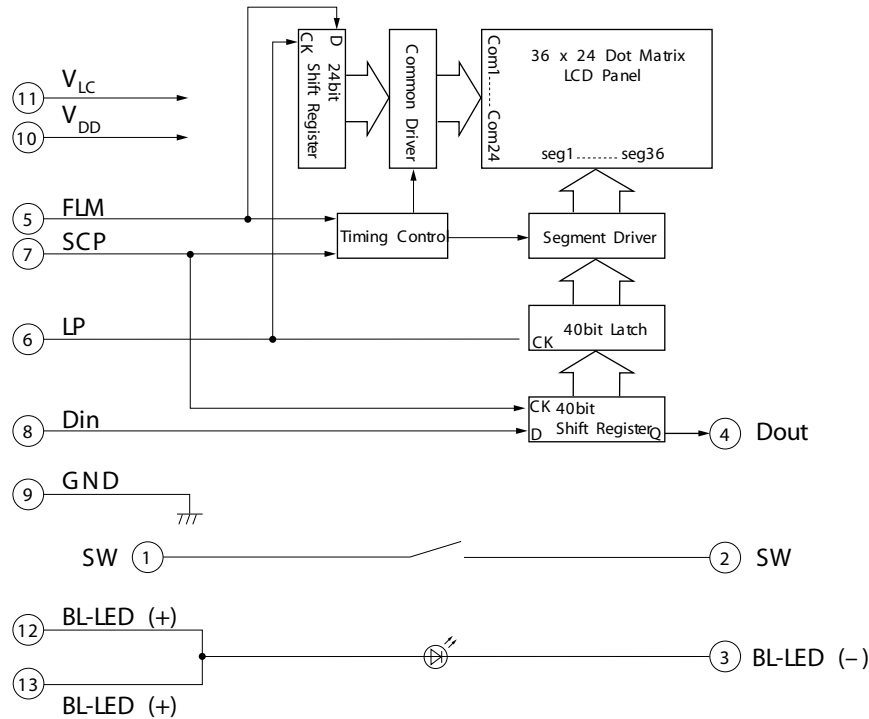 D
CK
24bit
Shift Register
Common Driver
Com1........Com24
36 x 24 Dot Matrix
LCD Panel
seg1........ seg36
11 VLC
10 VDD
5 FLM
7 SCP
Timing Control
Segment Driver
6 LP
40bit Latch
CK
8 Din
CK 40bit
D Shift Register Q
4 Dout
9 GND
SW 1
2 SW
12 BL-LED (+)
3 BL-LED (–)
13
BL-LED (+)